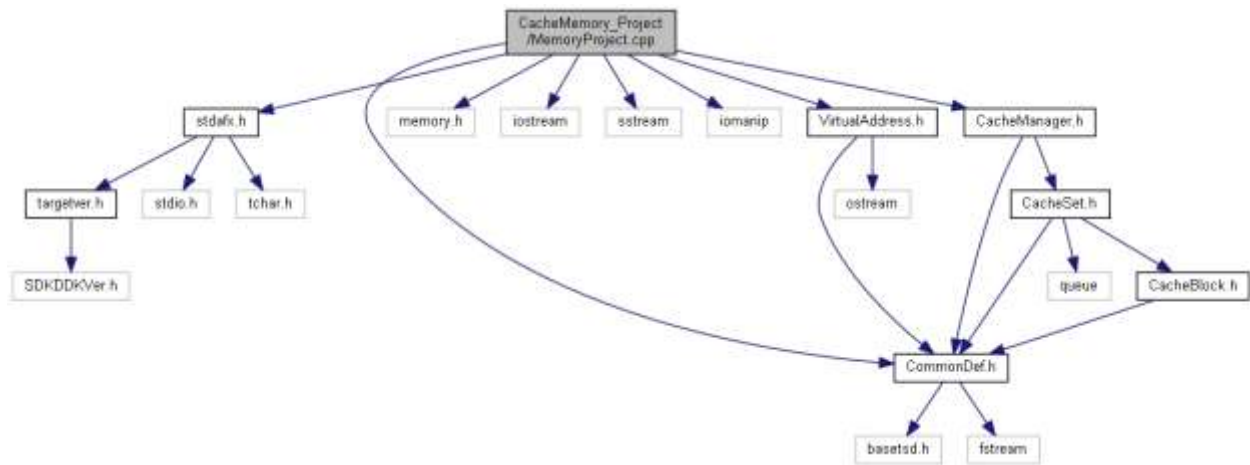 CacheMemory_Project
/MemoryProject.cpp
stdafx.h
memory.h
iostream
sstream
iomanip
VirtualAddress.h
CacheManager.h
targetver.h
stdio.h
tchar.h
ostream
CacheSet.h
SDKDDKVer.h
queue
CacheBlock.h
CommonDef.h
basetsd.h
fstream